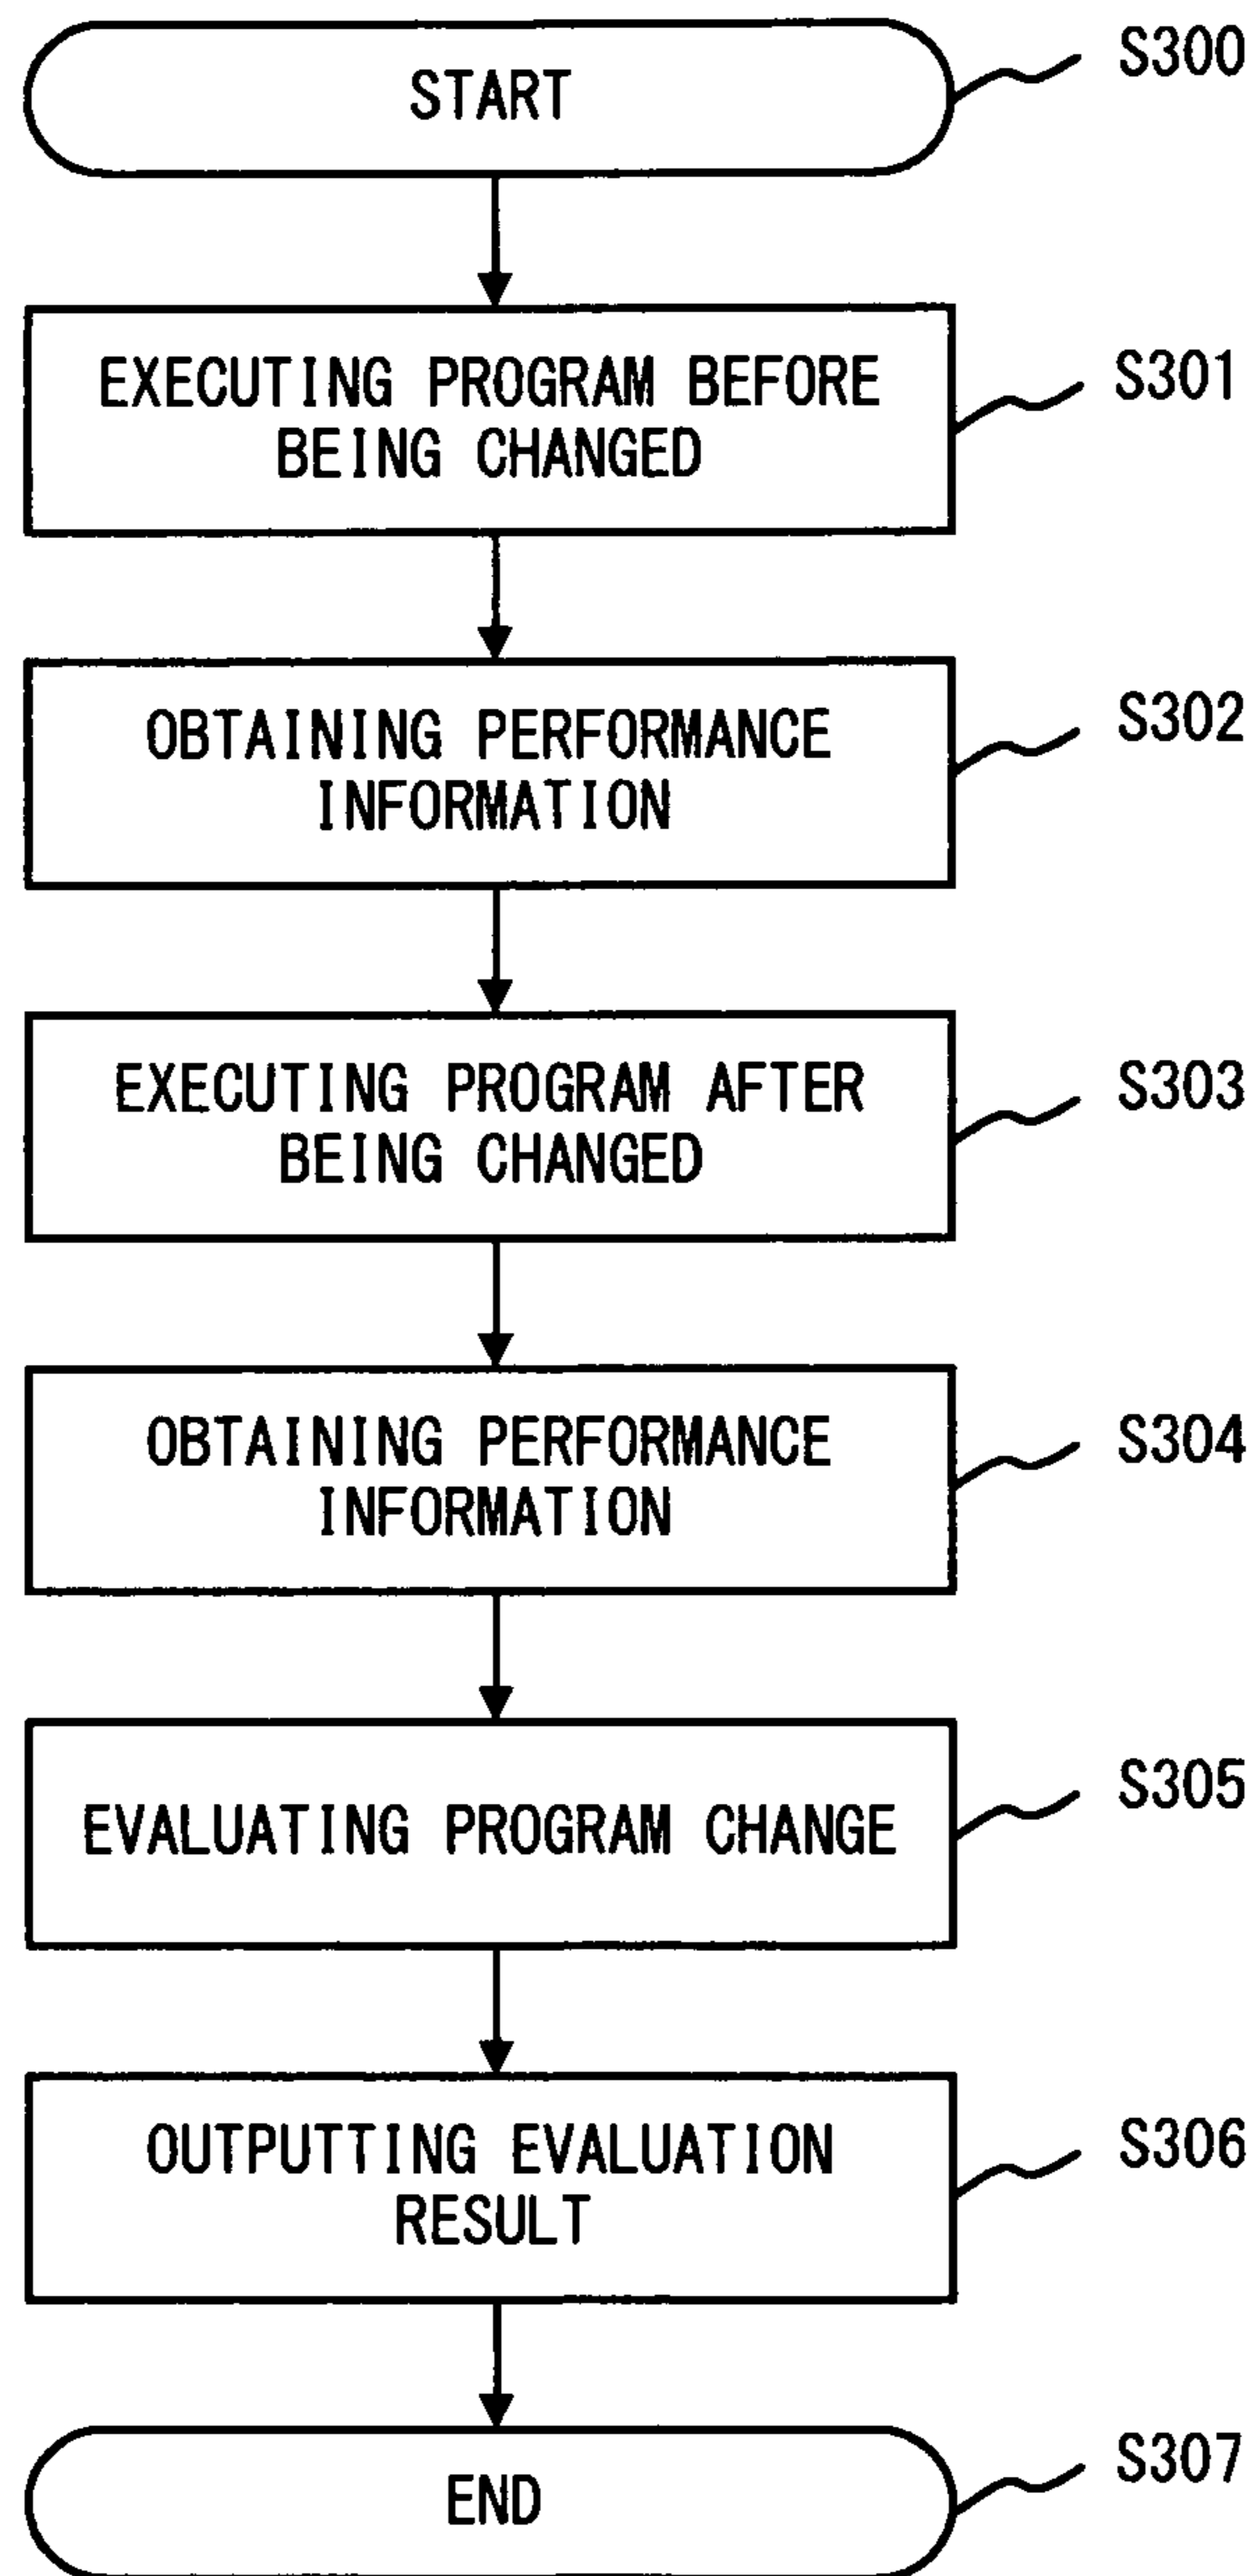 START
S300
EXECUTING PROGRAM BEFORE
BEING CHANGED
S301
OBTAINING PERFORMANCE
INFORMATION
S302
EXECUTING PROGRAM AFTER
BEING CHANGED
S303
OBTAINING PERFORMANCE
INFORMATION
S304
EVALUATING PROGRAM CHANGE
S305
OUTPUTTING EVALUATION
RESULT
S306
END
S307